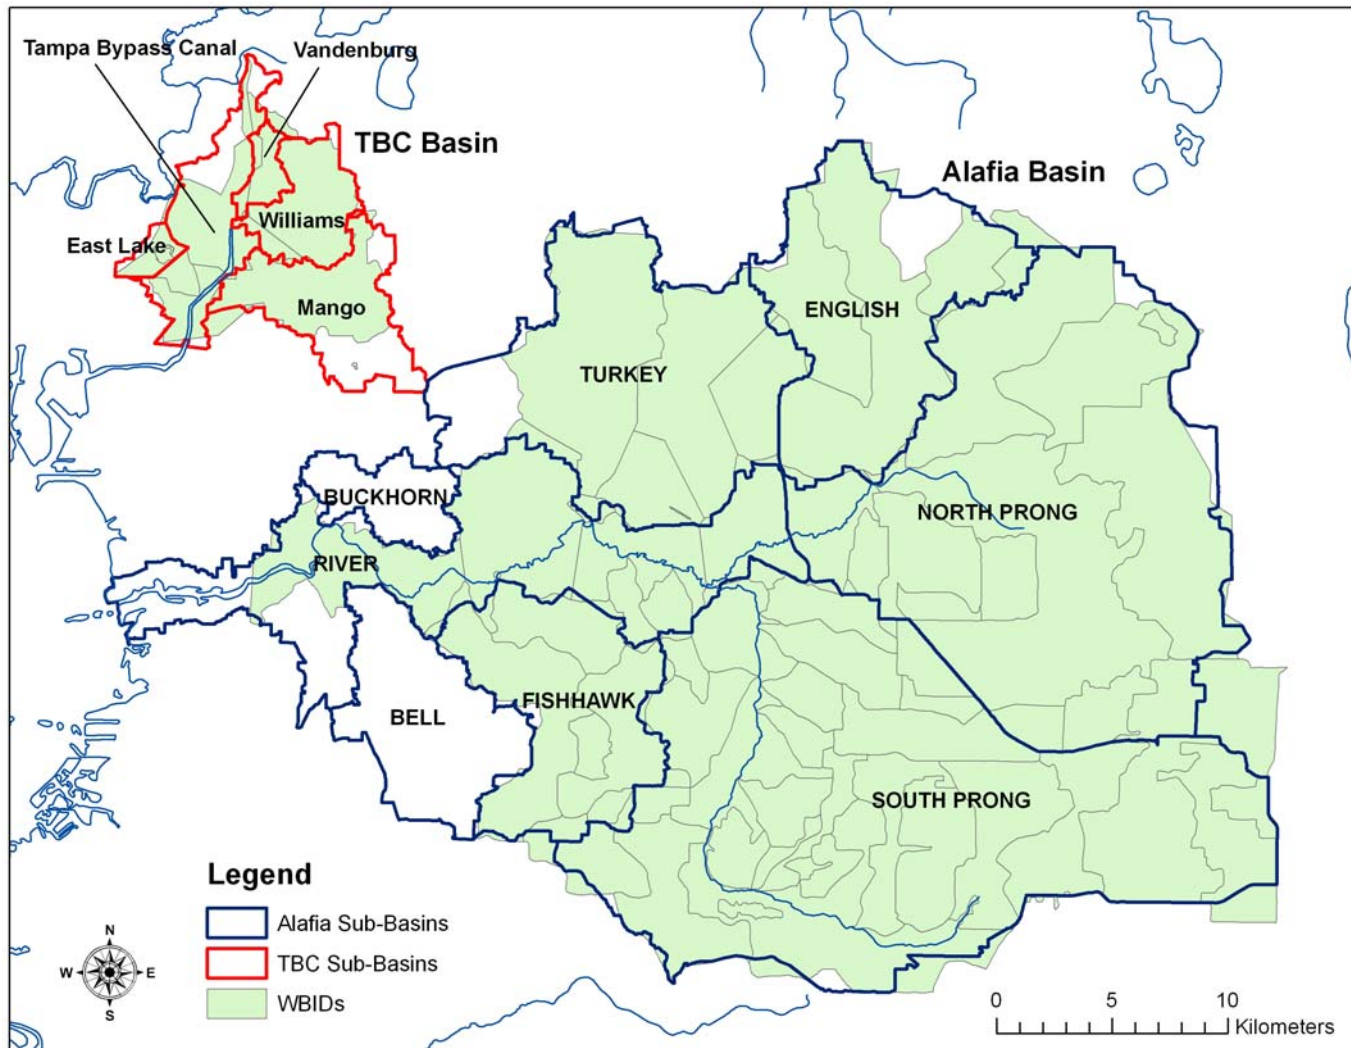 Tampa Bypass Canal
Vandenburg
TBC Basin
Alafia Basin
Williams
East Lake
Mango
ENGLISH
TURKEY
BUCKHORN
NORTH PRONG
RIVER
FISHHAWK
BELL
SOUTH PRONG
Legend
Alafia Sub-Basins
TBC Sub-Basins
WBIDs
N
W E
S
0 5 10
Kilometers